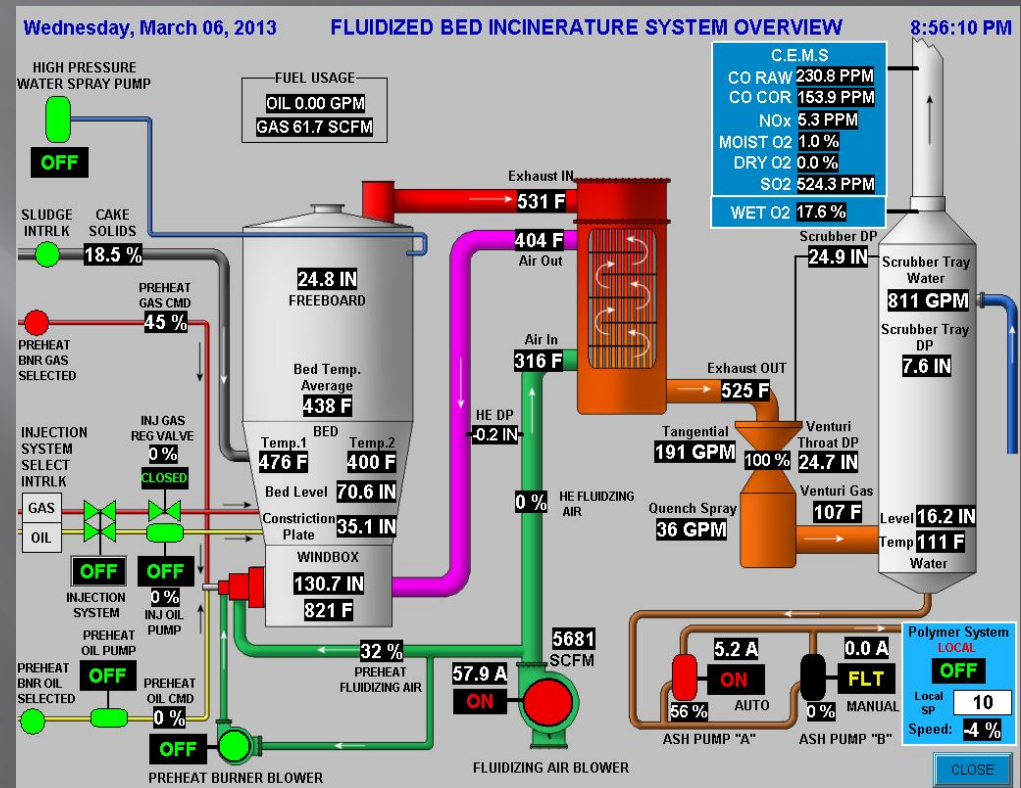 Wednesday, March 06, 2013
FLUIDIZED BED INCINERATURE SYSTEM OVERVIEW
8:56:10 PM
HIGH PRESSURE
WATER SPRAY PUMP
OFF
FUEL USAGE
OIL 0.00 GPM
GAS 61.7 SCFM
C.E.M.S
CO RAW 230.8 PPM
CO COR 153.9 PPM
NOx 5.3 PPM
MOIST O2 1.0 %
DRY O2 0.0 %
SO2 524.3 PPM
WET O2 17.6 %
SLUDGE
INTRLK
CAKE
SOLIDS
18.5 %
PREHEAT
GAS CMD
45 %
PREHEAT
BNR GAS
SELECTED
24.8 IN
FREEBOARD
Bed Temp.
Average
438 F
BED
Temp.1
476 F
Temp.2
400 F
Bed Level 70.6 IN
Constriction
Plate
35.1 IN
WINDBOX
130.7 IN
821 F
Exhaust IN
531 F
404 F
Air Out
Air In
316 F
HE DP
-0.2 IN
0 %
HE FLUIDZING
AIR
Exhaust OUT
525 F
Scrubber DP
24.9 IN
Scrubber Tray
Water
811 GPM
Scrubber Tray
DP
7.6 IN
Tangential
191 GPM
100 %
Venturi
Throat DP
24.7 IN
Quench Spray
36 GPM
Venturi Gas
107 F
Level 16.2 IN
Temp 111 F
Water
INJECTION
SYSTEM
SELECT
INTRLK
INJ GAS
REG VALVE
0 %
CLOSED
GAS
OIL
OFF
INJECTION
SYSTEM
OFF
0 %
INJ OIL
PUMP
PREHEAT
OIL PUMP
OFF
PREHEAT
BNR OIL
SELECTED
PREHEAT
OIL CMD
0 %
OFF
PREHEAT BURNER BLOWER
32 %
PREHEAT
FLUIDIZING AIR
57.9 A
ON
5681
SCFM
FLUIDIZING AIR BLOWER
5.2 A
ON
56 %
AUTO
ASH PUMP "A"
0.0 A
FLT
0 %
MANUAL
ASH PUMP "B"
Polymer System
LOCAL
OFF
Local
SP
10
Speed: -4 %
CLOSE